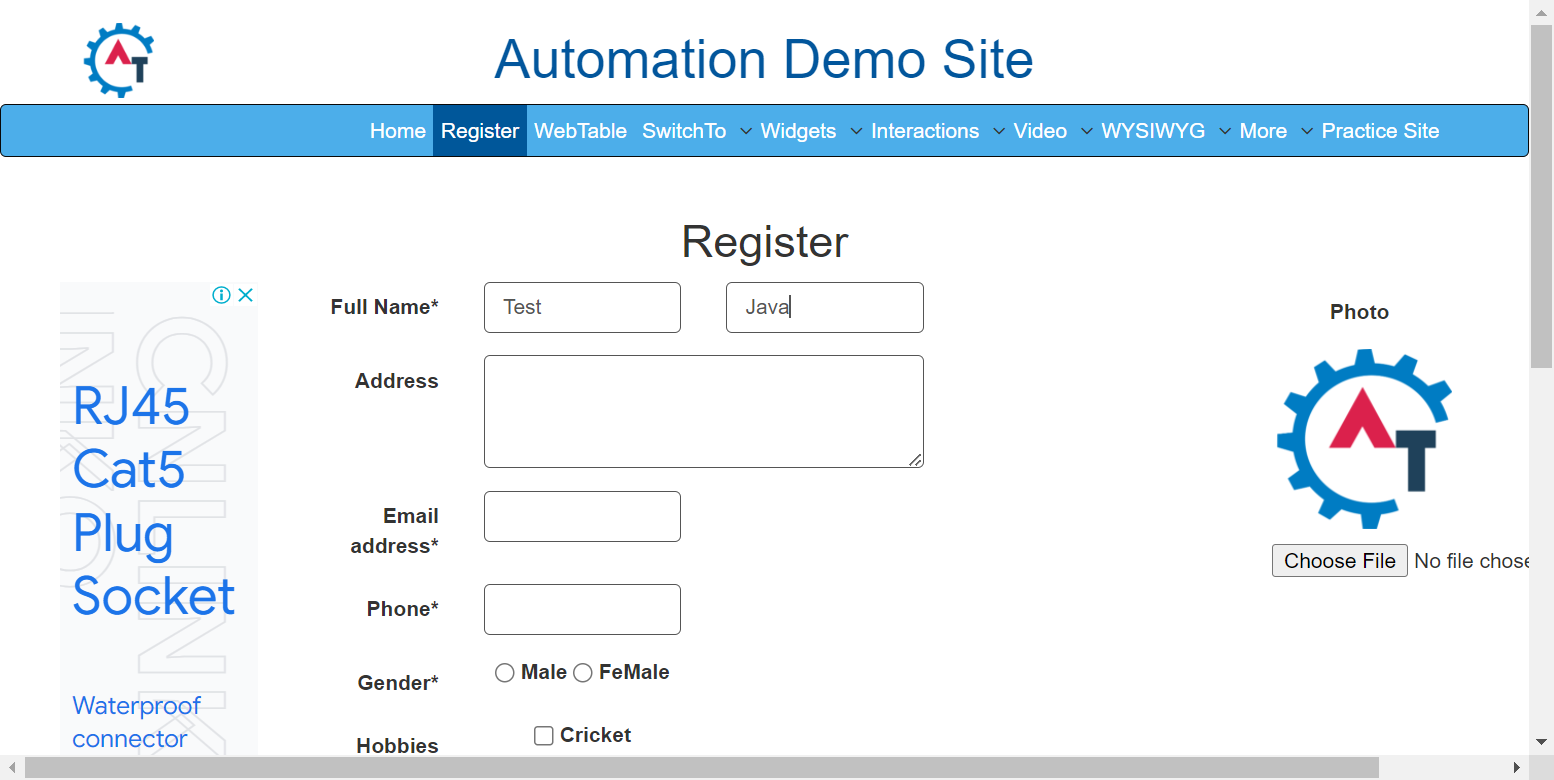 Automation Demo Site
Home Register WebTable SwitchTo Widgets Interactions Video WYSIWYG More Practice Site
Register
Full Name* Test Java
Address
Email
address*
Phone*
Gender* Male FeMale
Hobbies Cricket
Photo
AT
Choose File No file chose
RJ45
Cat5
Plug
Socket
Waterproof
connector